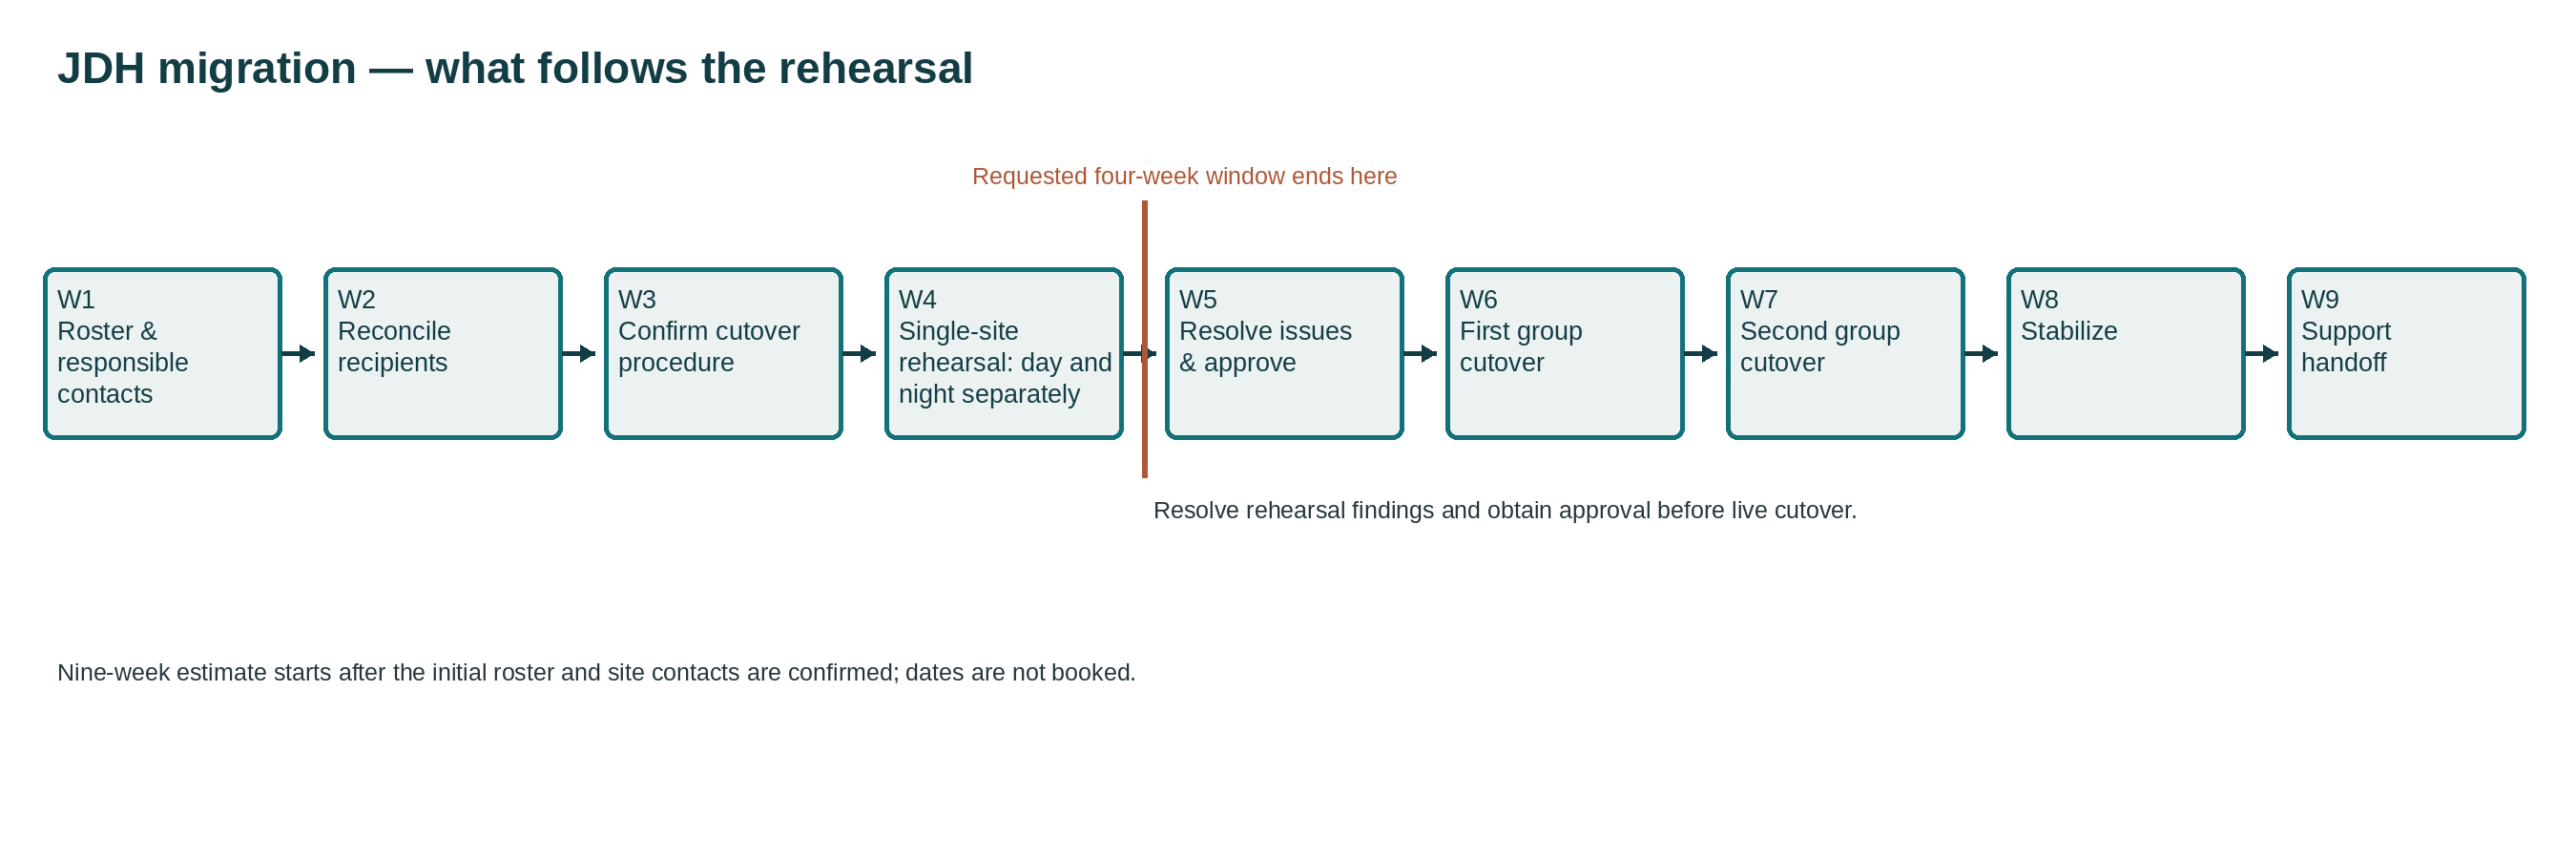 JDH migration — what follows the rehearsal
Requested four-week window ends here
W1
Roster &
responsible
contacts
W2
Reconcile
recipients
W3
Confirm cutover
procedure
W4
Single-site
rehearsal: day and
night separately
W5
Resolve issues
& approve
W6
First group
cutover
W7
Second group
cutover
W8
Stabilize
W9
Support
handoff
Resolve rehearsal findings and obtain approval before live cutover.
Nine-week estimate starts after the initial roster and site contacts are confirmed; dates are not booked.